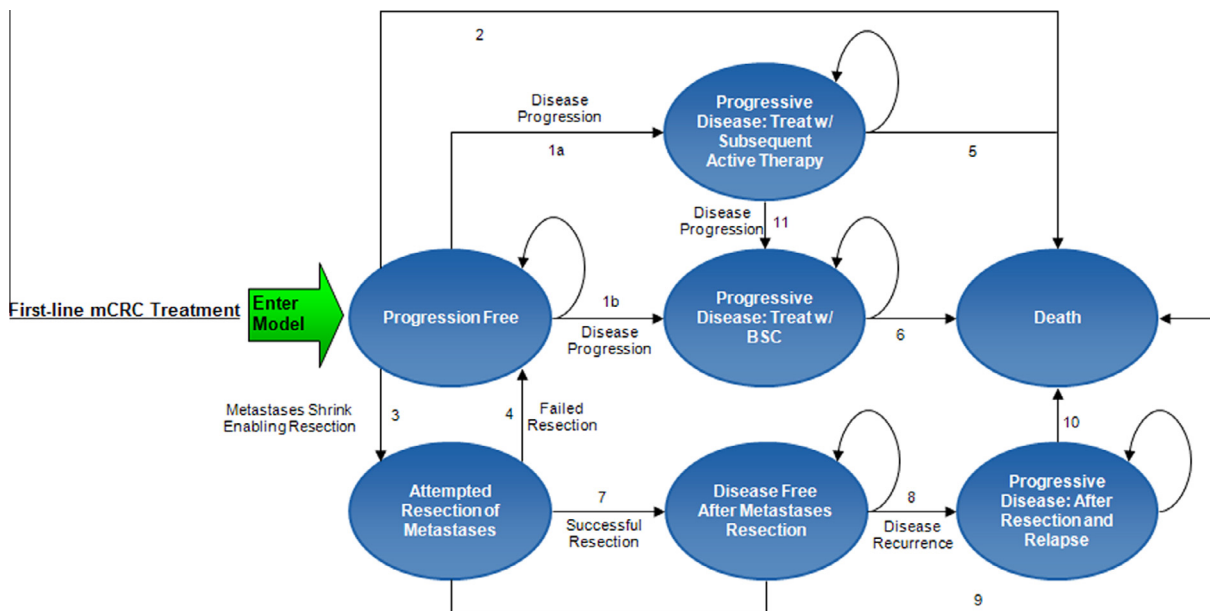 2
Disease
Progression
1a
Progressive
Disease: Treat w/
Subsequent
Active Therapy
5
Disease
Progression
11
First-line mCRC Treatment
Enter
Model
Progression Free
1b
Disease
Progression
Progressive
Disease: Treat w/
BSC
6
Death
Metastases Shrink
Enabling Resection
3
4
Failed
Resection
10
Attempted
Resection of
Metastases
7
Successful
Resection
Disease Free
After Metastases
Resection
8
Disease
Recurrence
Progressive
Disease: After
Resection and
Relapse
9